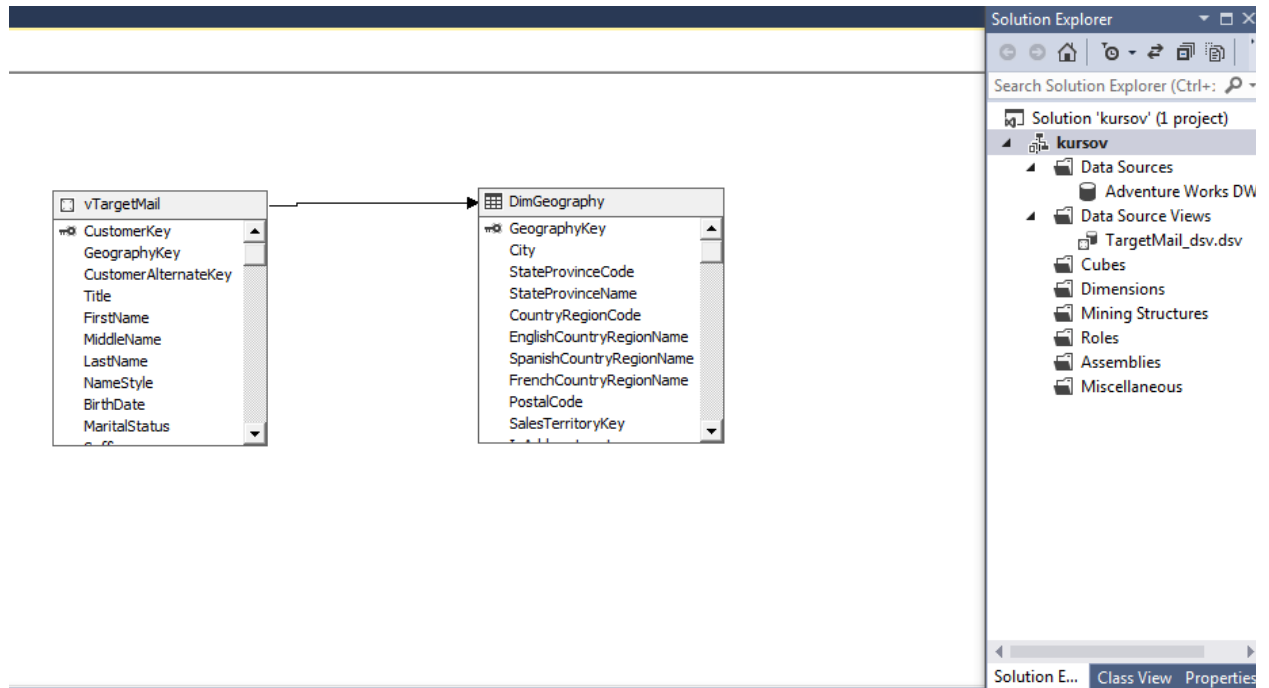 Solution Explorer
Search Solution Explorer (Ctrl+;
Solution 'kursov' (1 project)
kursov
Data Sources
Adventure Works DW
Data Source Views
TargetMail_dsv.dsv
Cubes
Dimensions
Mining Structures
Roles
Assemblies
Miscellaneous
vTargetMail
CustomerKey
GeographyKey
CustomerAlternateKey
Title
FirstName
MiddleName
LastName
NameStyle
BirthDate
MaritalStatus
DimGeography
GeographyKey
City
StateProvinceCode
StateProvinceName
CountryRegionCode
EnglishCountryRegionName
SpanishCountryRegionName
FrenchCountryRegionName
PostalCode
SalesTerritoryKey
Solution E... Class View Properties